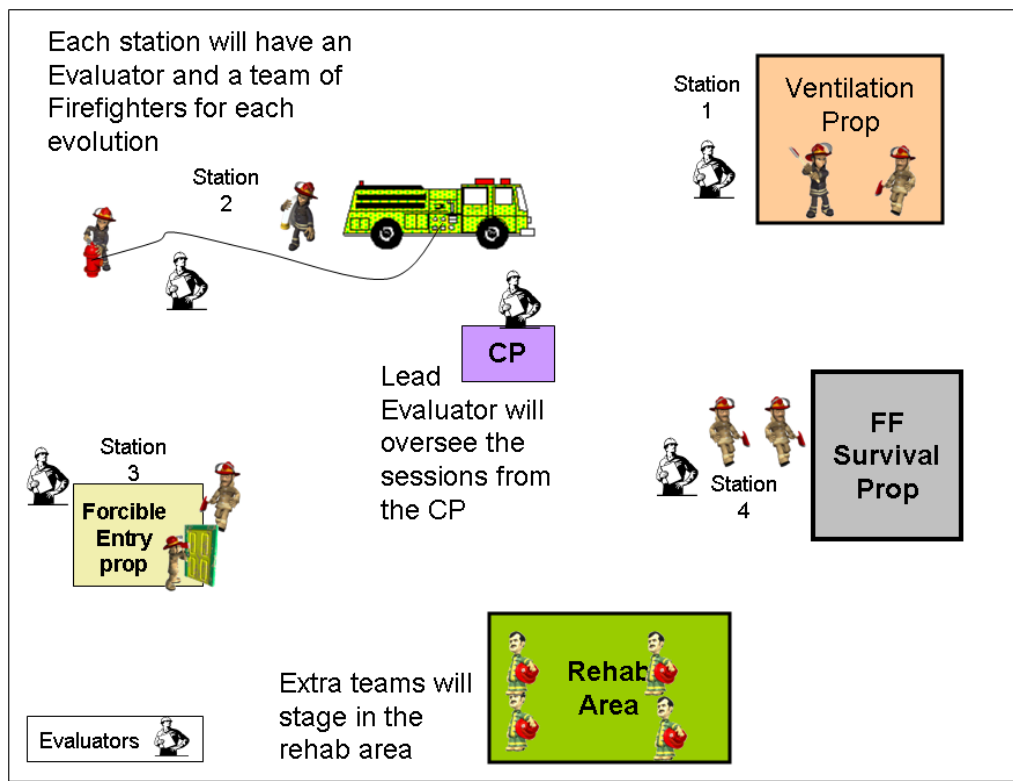 Each station will have an
Evaluator and a team of
Firefighters for each
evolution
Station
1
Ventilation
Prop
Station
2
CP
Lead
Evaluator will
oversee the
sessions from
the CP
Station
3
Forcible
Entry
prop
FF
Survival
Prop
Station
4
Extra teams will
stage in the
rehab area
Rehab
Area
Evaluators